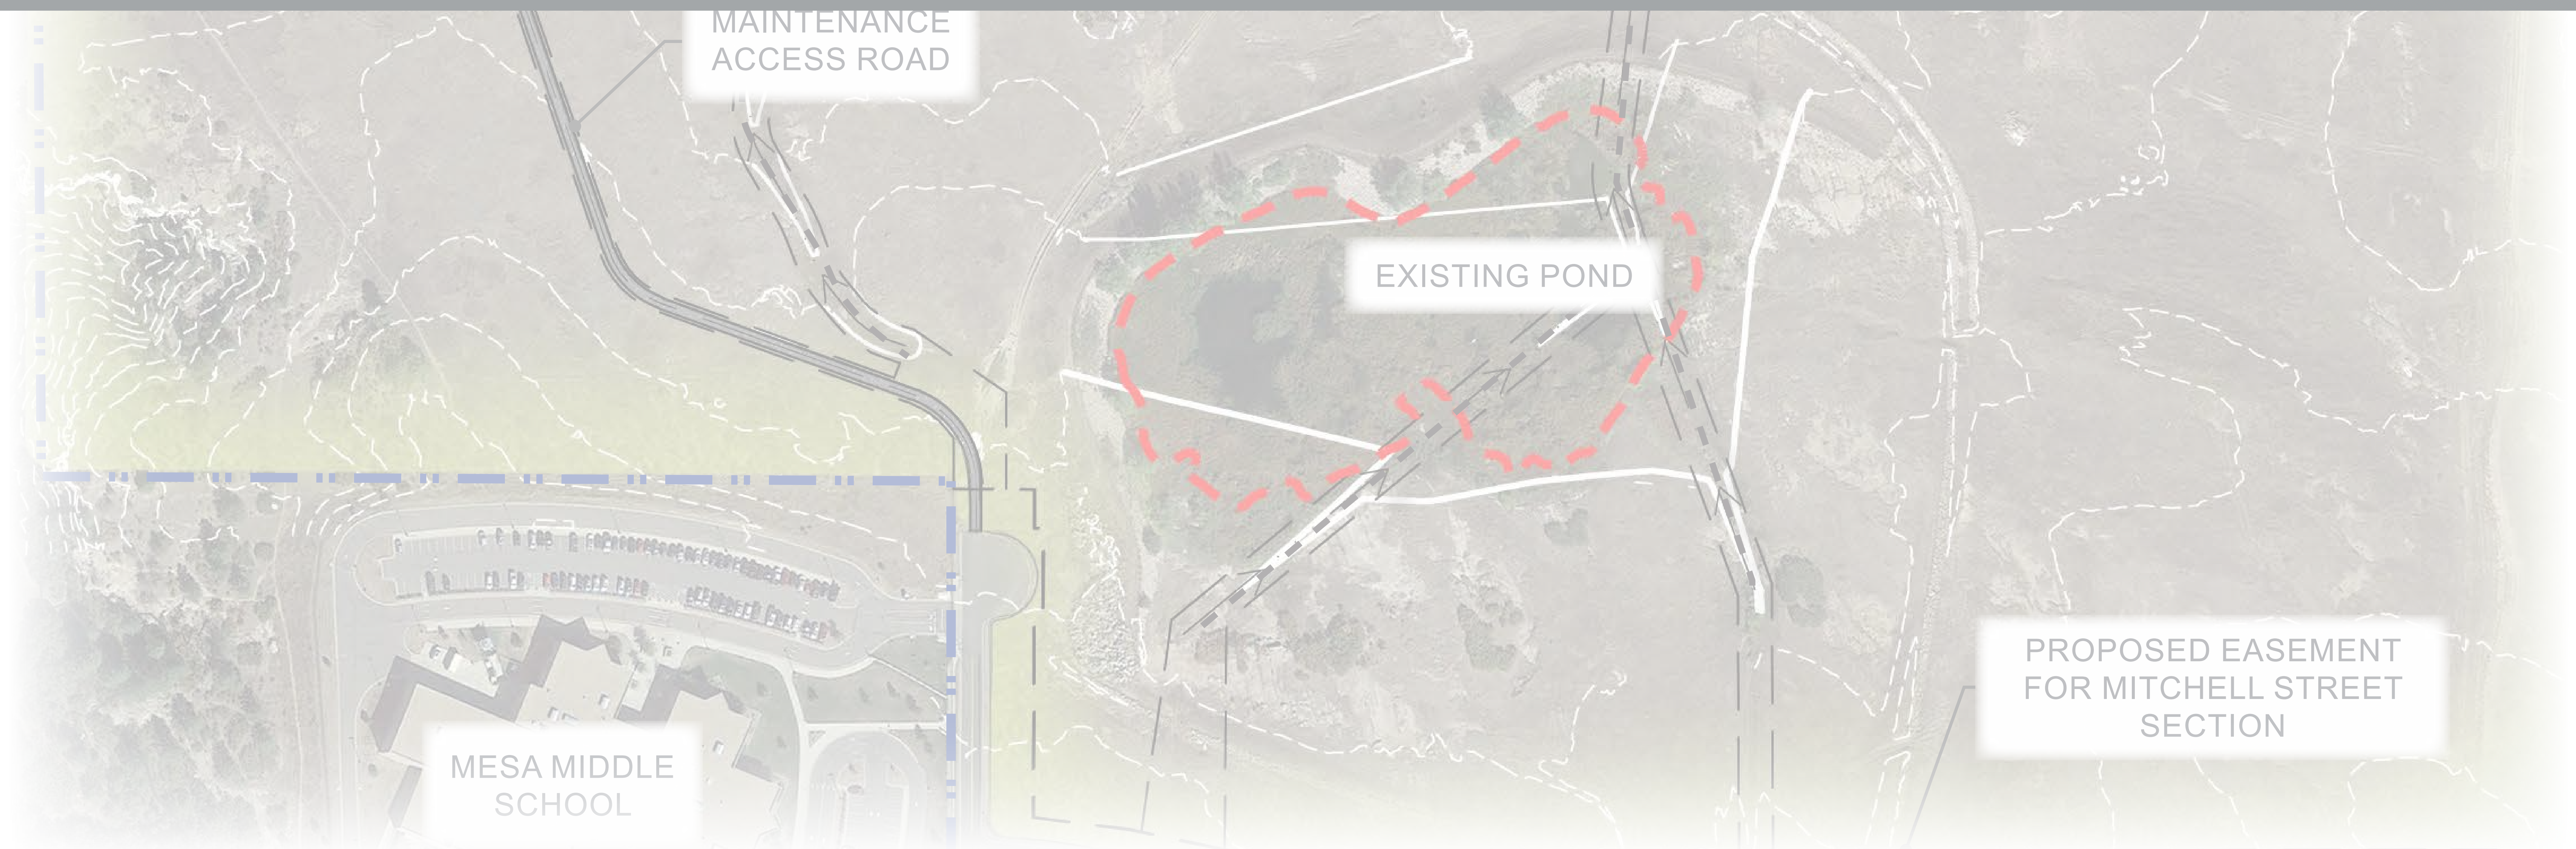 MAINTENANCE
ACCESS ROAD
EXISTING POND
PROPOSED EASEMENT
FOR MITCHELL STREET
SECTION
MESA MIDDLE
SCHOOL